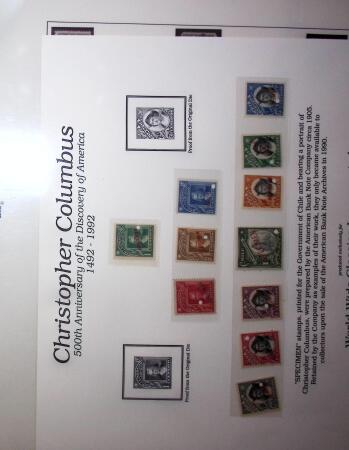 Christopher Columbus
500th Anniversary of the Discovery of America
1492 - 1992
Proof from the Original Die
Proof from the Original Die
"SPECIMEN" stamps, printed for the Government of Chile and bearing a portrait of
Christopher Columbus, were prepared by the American Bank Note Company circa 1905.
Retained by the Company as examples of their work, they only became available to
collectors upon the sale of the American Bank Note Archives in 1990.